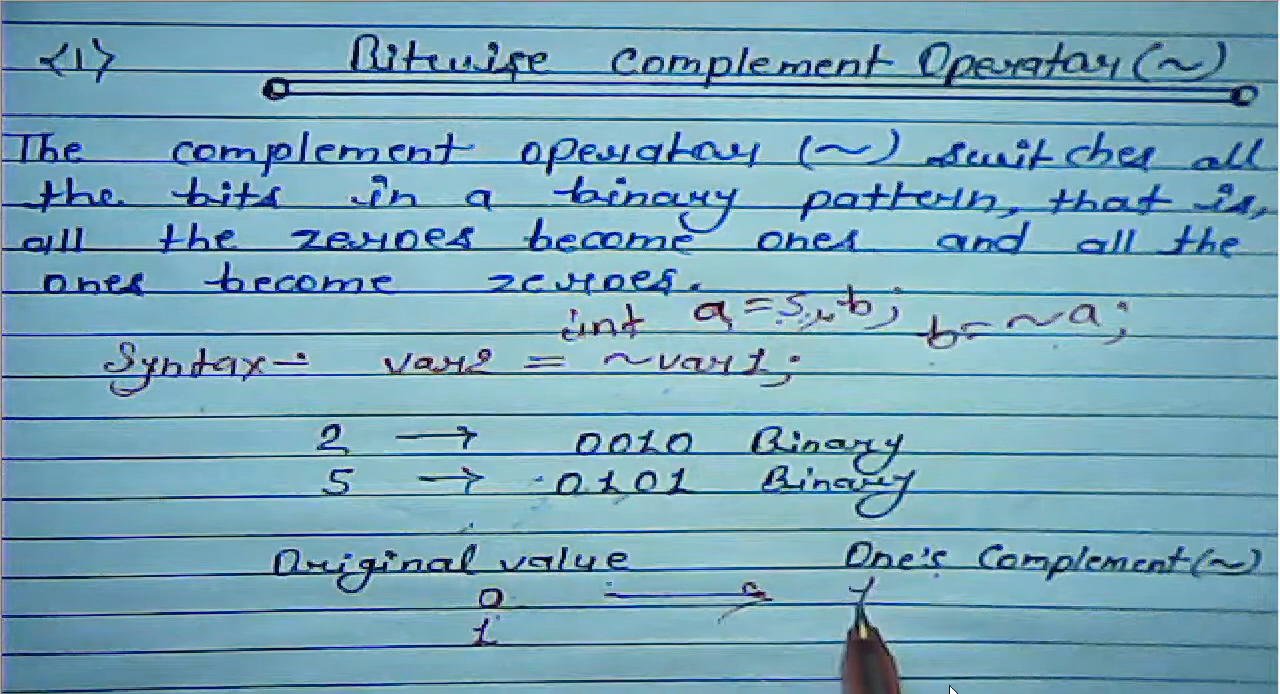 <1> Bitwise Complement Operator (~)
The complement operator (~) switches all
the bits in a binary pattern, that is,
all the zeroes become ones and all the
ones become zeroes.
int a=5, b; b= ~a;
Syntax:- var2 = ~var1;
2 → 0010 Binary
5 → 0101 Binary
Original value One's Complement (~)
0 → 1
1